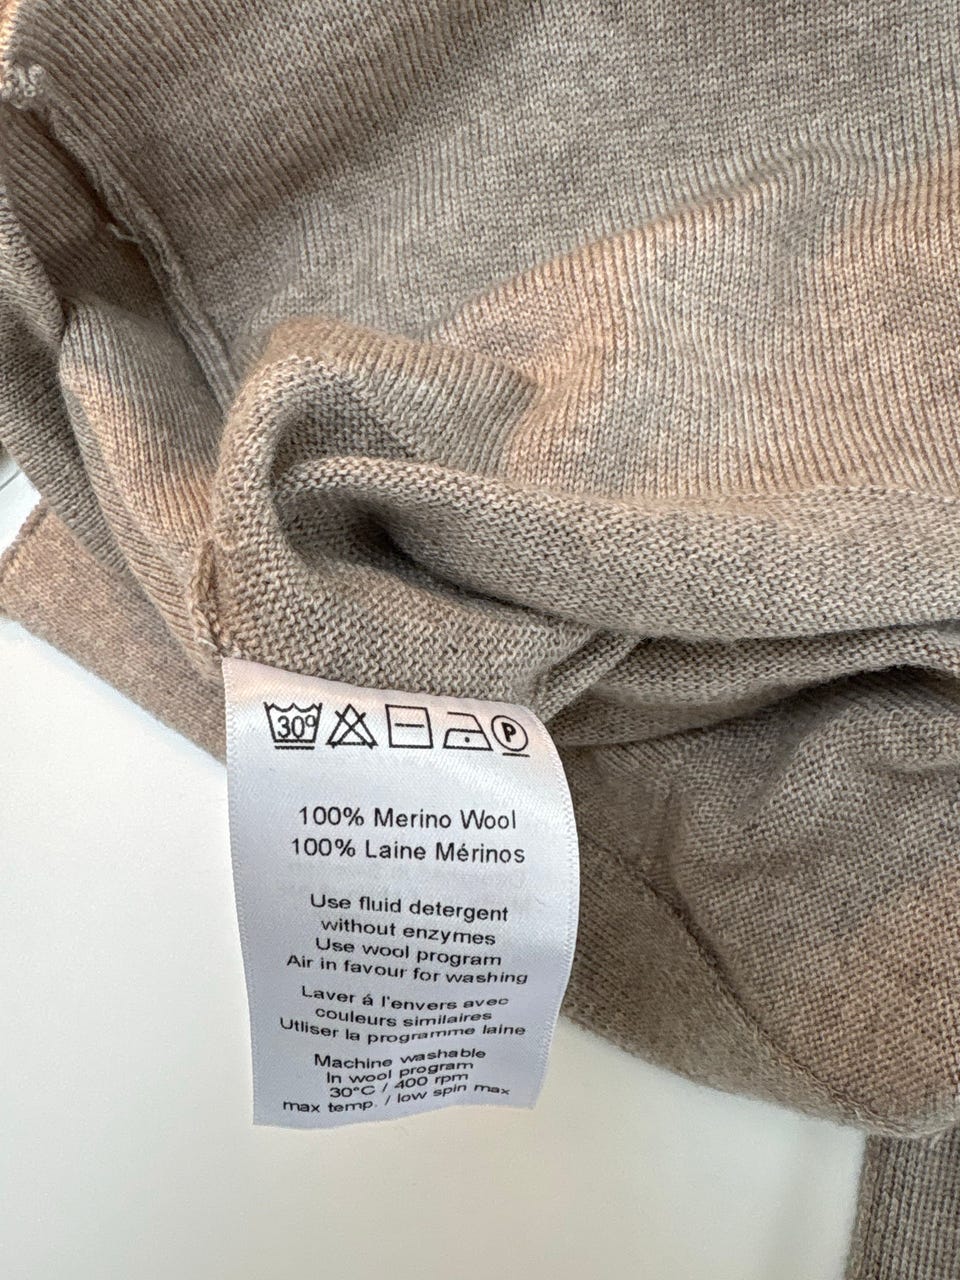 30º P
100% Merino Wool
100% Laine Mérinos
Use fluid detergent
without enzymes
Use wool program
Air in favour for washing
Laver á l'envers avec
couleurs similaires
Utliser la programme laine
Machine washable
In wool program
30°C / 400 rpm
max temp. / low spin max